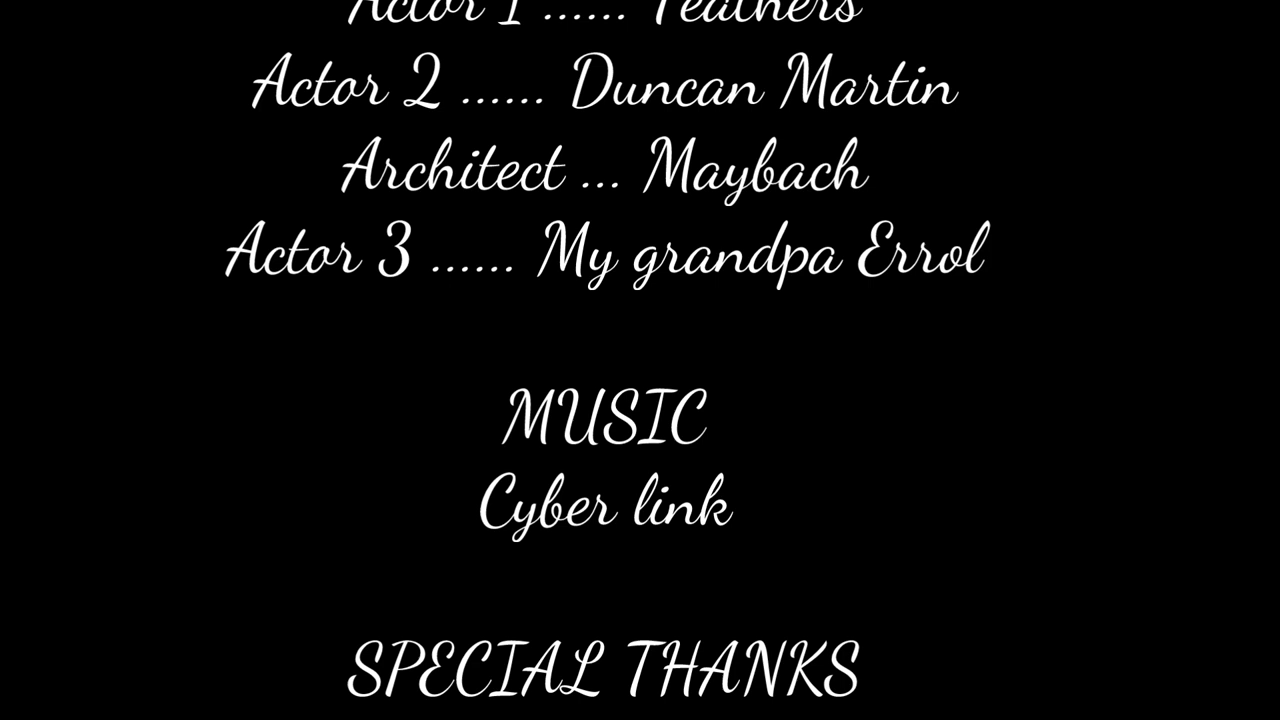 Actor 1 ......
Actor 2 ...... Duncan Martin
Architect ... Maybach
Actor 3 ...... My grandpa Errol
MUSIC
Cyber link
SPECIAL THANKS